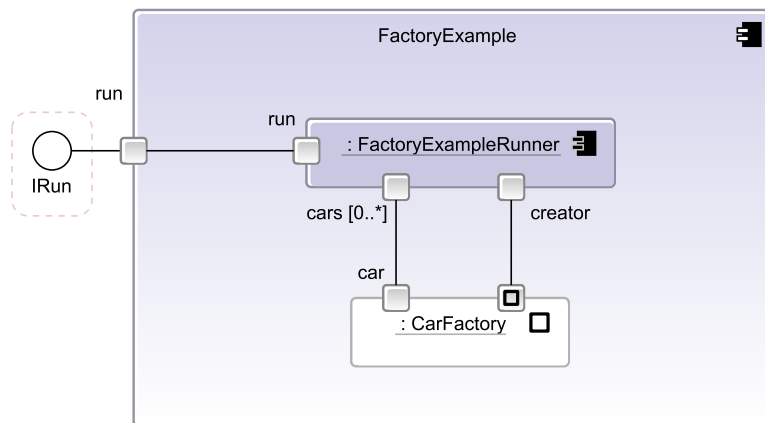 FactoryExample
run
run
: FactoryExampleRunner
IRun
cars [0..*]
creator
car
: CarFactory